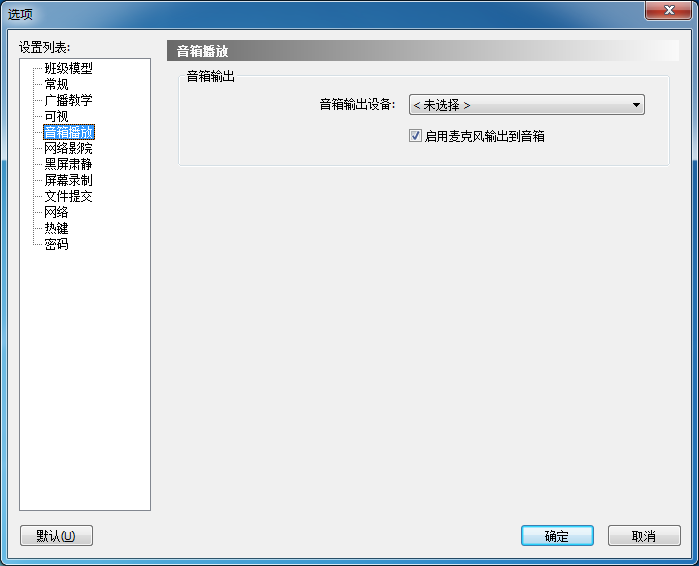 选项
设置列表:
班级模型
常规
广播教学
可视
音箱播放
网络影院
黑屏肃静
屏幕录制
文件提交
网络
热键
密码
音箱播放
音箱输出
音箱输出设备:
< 未选择 >
启用麦克风输出到音箱
默认(U)
确定
取消